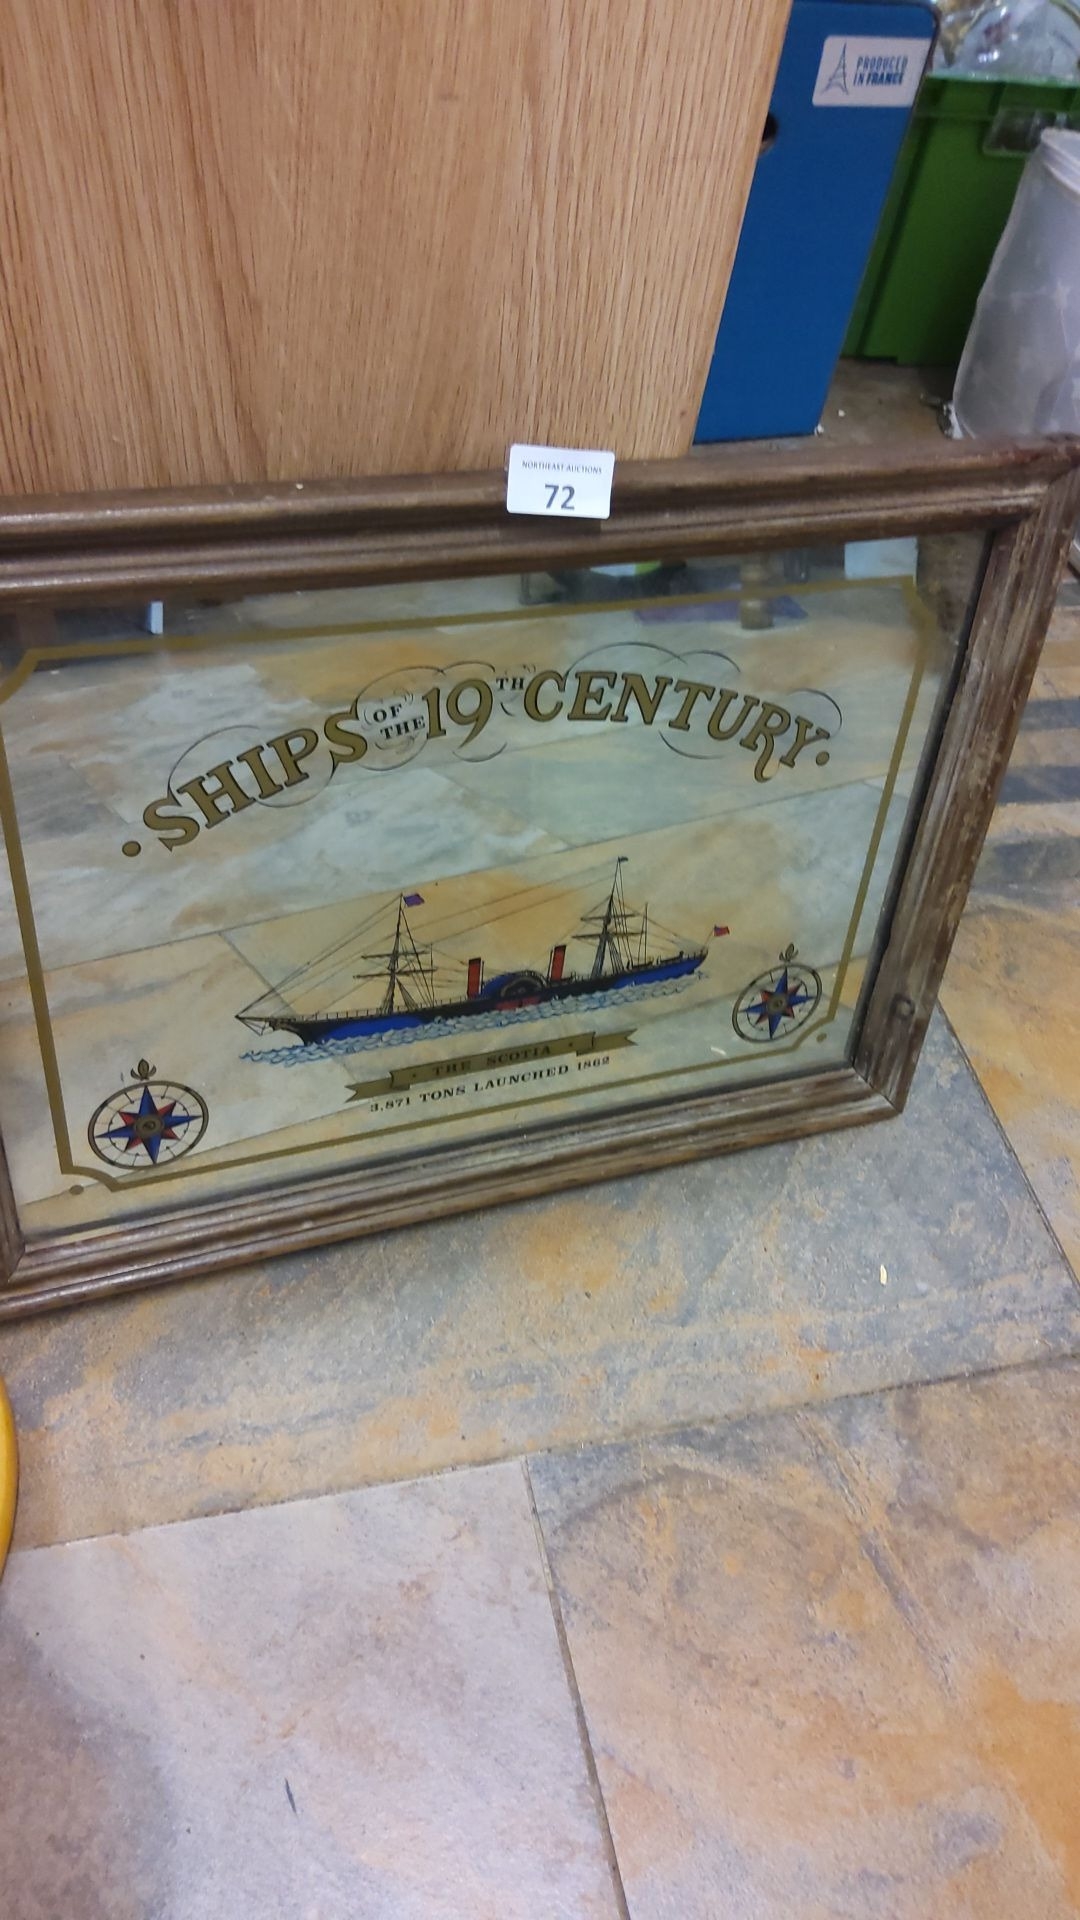 PRODUCED
IN FRANCE
NORTHEAST AUCTIONS
72
• SHIPS OF THE 19TH CENTURY •
• THE SCOTIA •
3,871 TONS LAUNCHED 1862